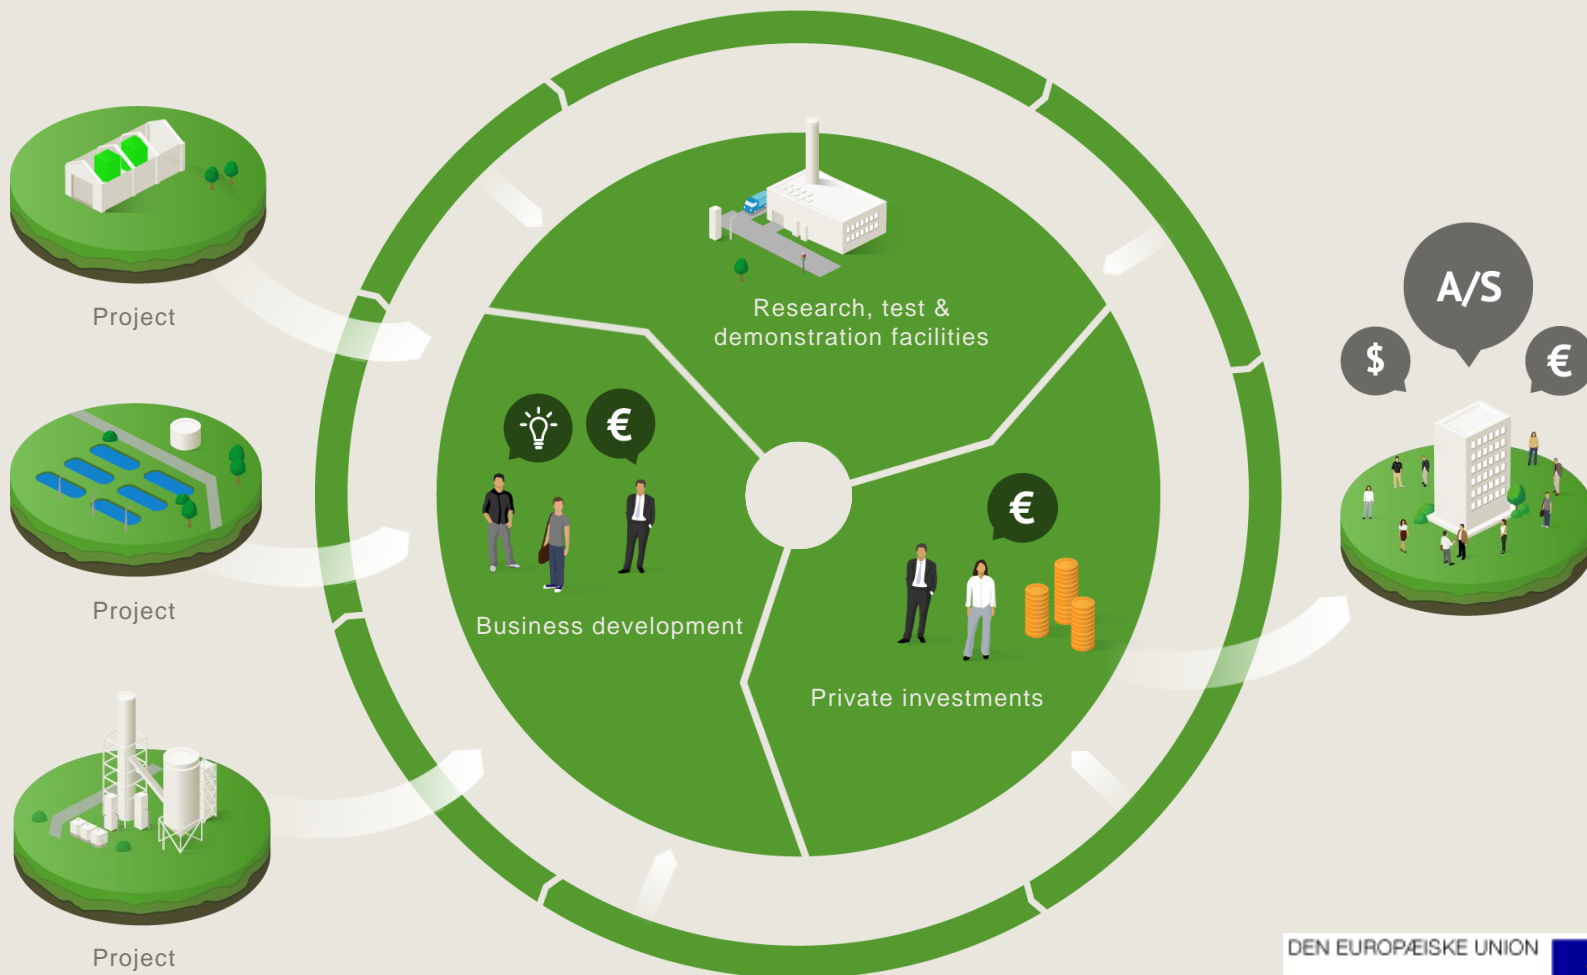 Project
Project
Project
Research, test &
demonstration facilities
€
Business development
€
Private investments
A/S
$
€
DEN EUROPÆISKE UNION